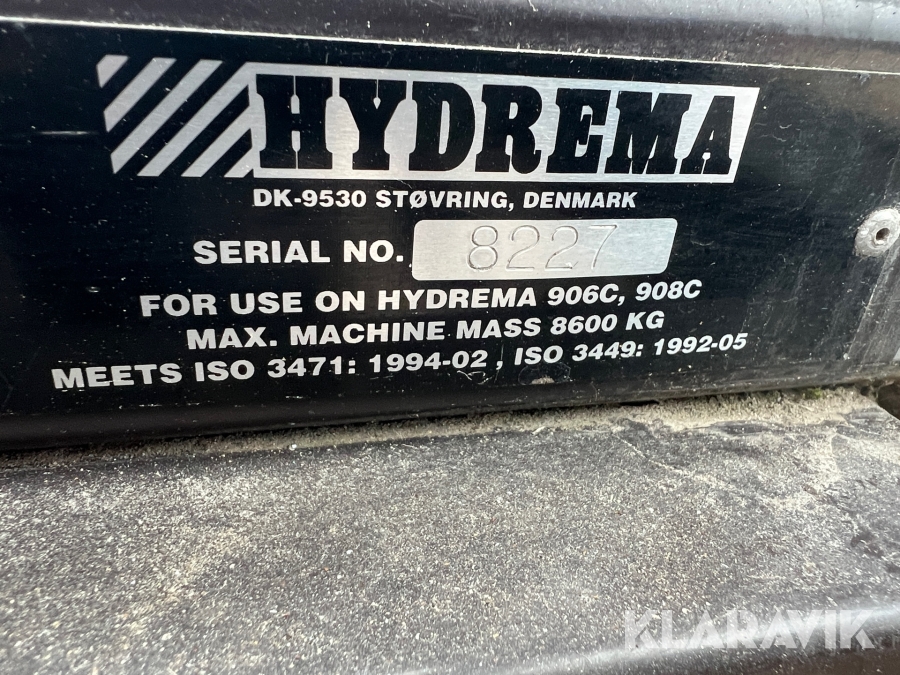 HYDREMA
DK-9530 STØVRING, DENMARK
SERIAL NO. 8227
FOR USE ON HYDREMA 906C, 908C
MAX. MACHINE MASS 8600 KG
MEETS ISO 3471: 1994-02 , ISO 3449: 1992-05
KLARAVIK